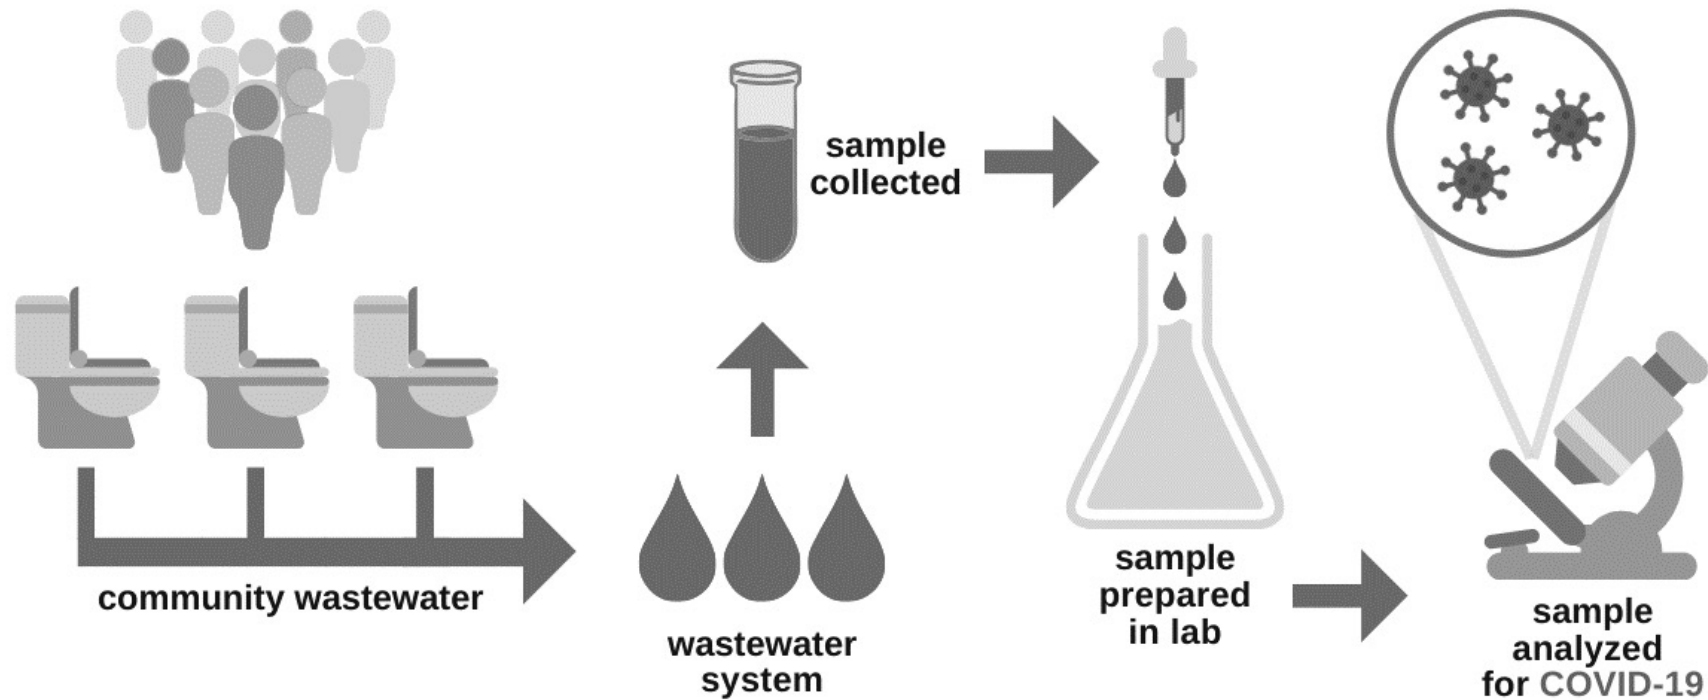 community wastewater
wastewater
system
sample
collected
sample
prepared
in lab
sample
analyzed
for COVID-19